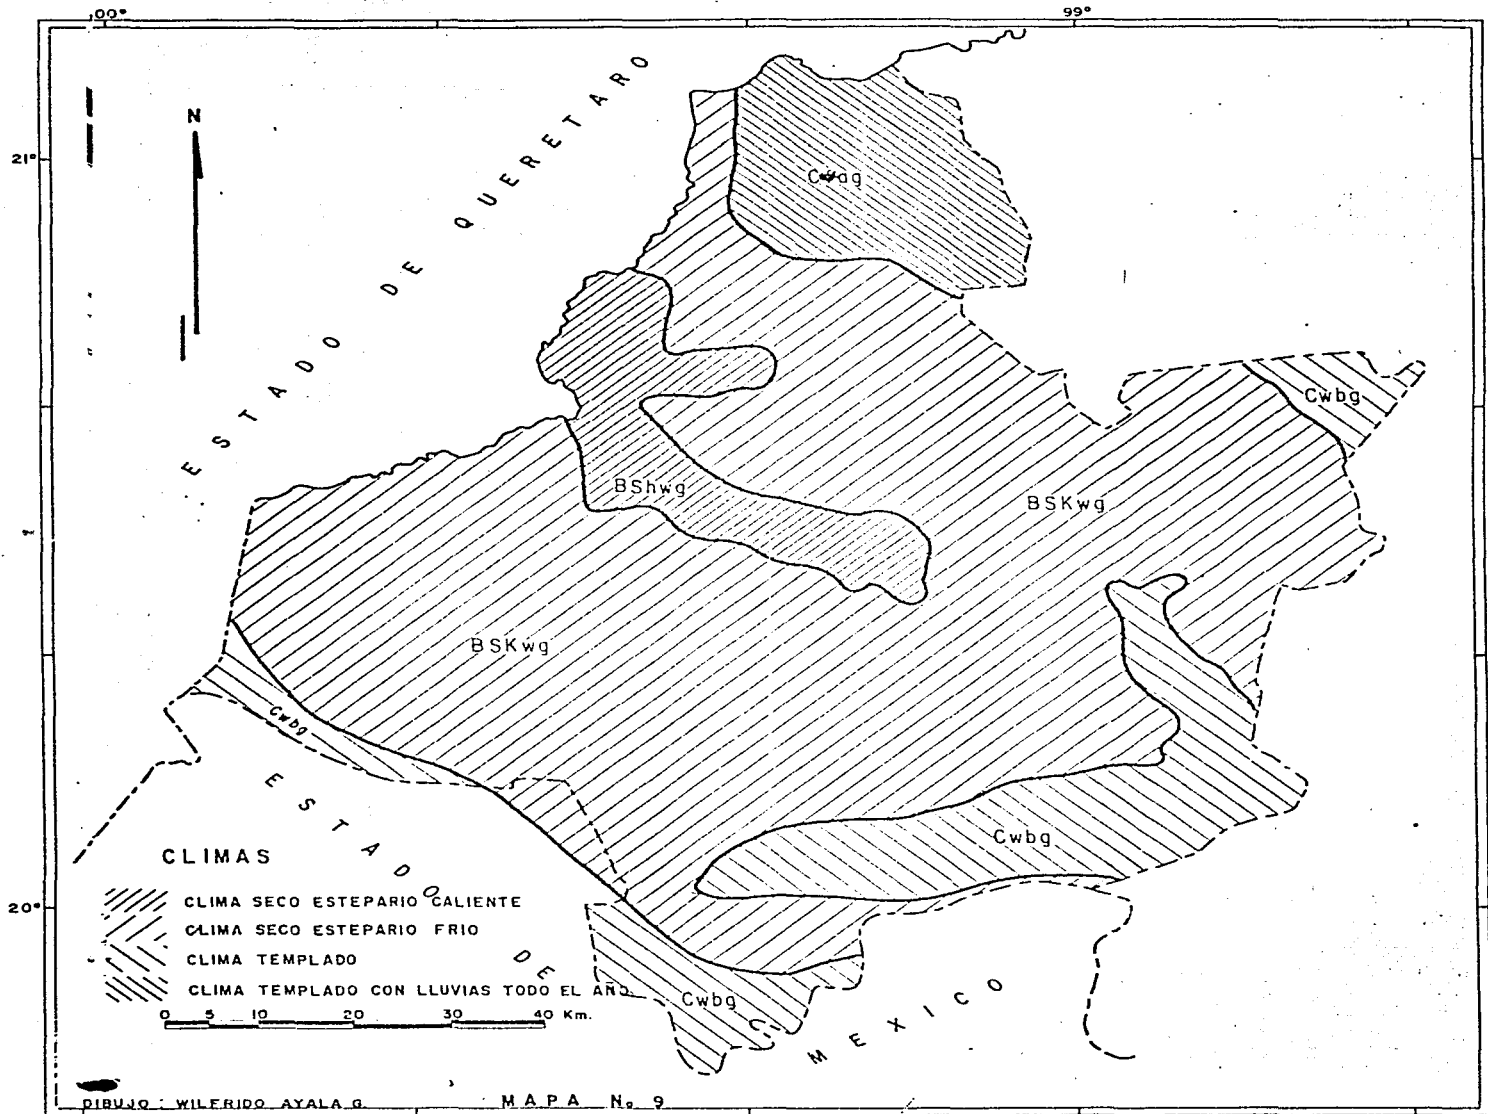 00°
99°
N
21°
ESTADO DE QUERETARO
Cwbg
BShwg
BSKwg
BSKwg
Cwbg
ESTADO DE MEXICO
Cwbg
CLIMAS
CLIMA SECO ESTEPARIO CALIENTE
20°
CLIMA SECO ESTEPARIO FRIO
CLIMA TEMPLADO
CLIMA TEMPLADO CON LLUVIAS TODO EL AÑO.
Cwbg
0 5 10 20 30 40 Km.
DIBUJO : WILFRIDO AYALA G.
MAPA No 9